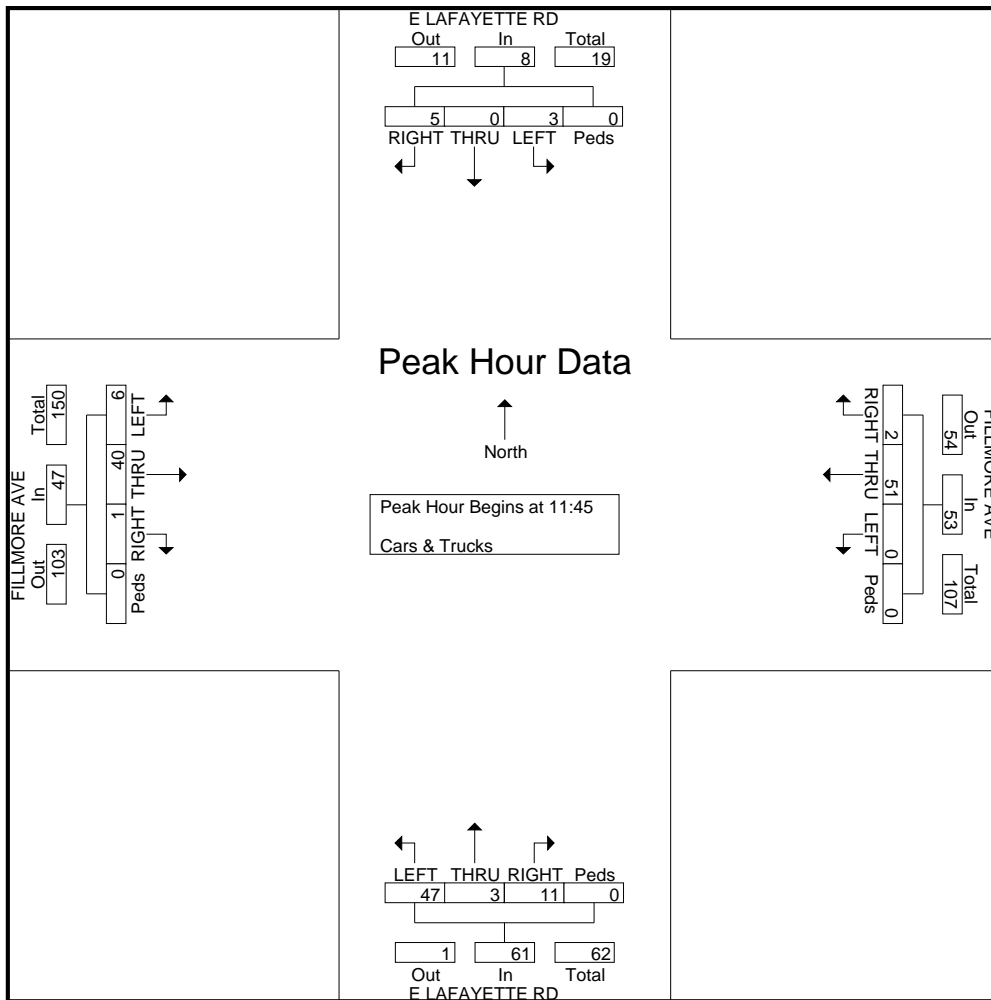 E LAFAYETTE RD
Out In Total
11 8 19
5 0 3 0
RIGHT THRU LEFT Peds
Peak Hour Data
North
Peak Hour Begins at 11:45
Cars & Trucks
FILLMORE AVE
Out In Total
103 47 150
0 1 40 6
Peds RIGHT THRU LEFT
FILLMORE AVE
Out In Total
54 53 107
2 51 0 0
RIGHT THRU LEFT Peds
LEFT THRU RIGHT Peds
47 3 11 0
1 61 62
Out In Total
E LAFAYETTE RD